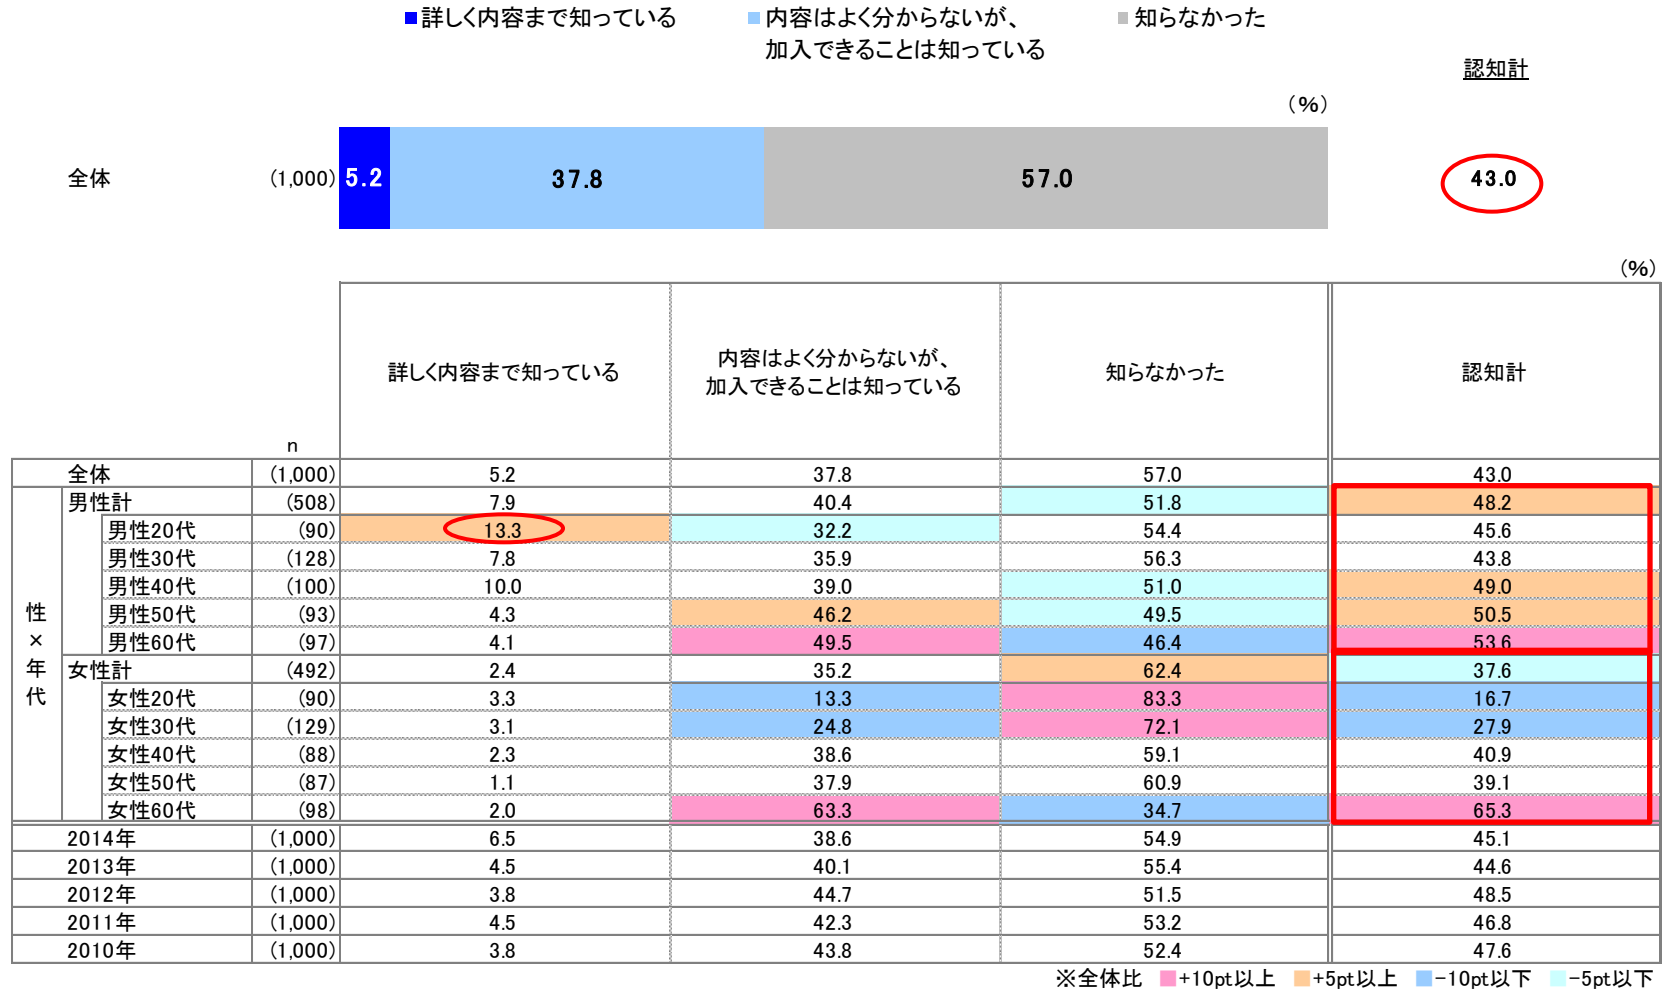 ■詳しく内容まで知っている ■内容はよく分からないが、 ■知らなかった
加入できることは知っている
認知計
(%)
全体 (1,000) 5.2 37.8 57.0 43.0
(%)
詳しく内容まで知っている 内容はよく分からないが、 知らなかった 認知計
加入できることは知っている
n
全体 (1,000) 5.2 37.8 57.0 43.0
性×年代
男性計 (508) 7.9 40.4 51.8 48.2
男性20代 (90) 13.3 32.2 54.4 45.6
男性30代 (128) 7.8 35.9 56.3 43.8
男性40代 (100) 10.0 39.0 51.0 49.0
男性50代 (93) 4.3 46.2 49.5 50.5
男性60代 (97) 4.1 49.5 46.4 53.6
女性計 (492) 2.4 35.2 62.4 37.6
女性20代 (90) 3.3 13.3 83.3 16.7
女性30代 (129) 3.1 24.8 72.1 27.9
女性40代 (88) 2.3 38.6 59.1 40.9
女性50代 (87) 1.1 37.9 60.9 39.1
女性60代 (98) 2.0 63.3 34.7 65.3
2014年 (1,000) 6.5 38.6 54.9 45.1
2013年 (1,000) 4.5 40.1 55.4 44.6
2012年 (1,000) 3.8 44.7 51.5 48.5
2011年 (1,000) 4.5 42.3 53.2 46.8
2010年 (1,000) 3.8 43.8 52.4 47.6
※全体比 ■+10pt以上 ■+5pt以上 ■-10pt以下 ■-5pt以下